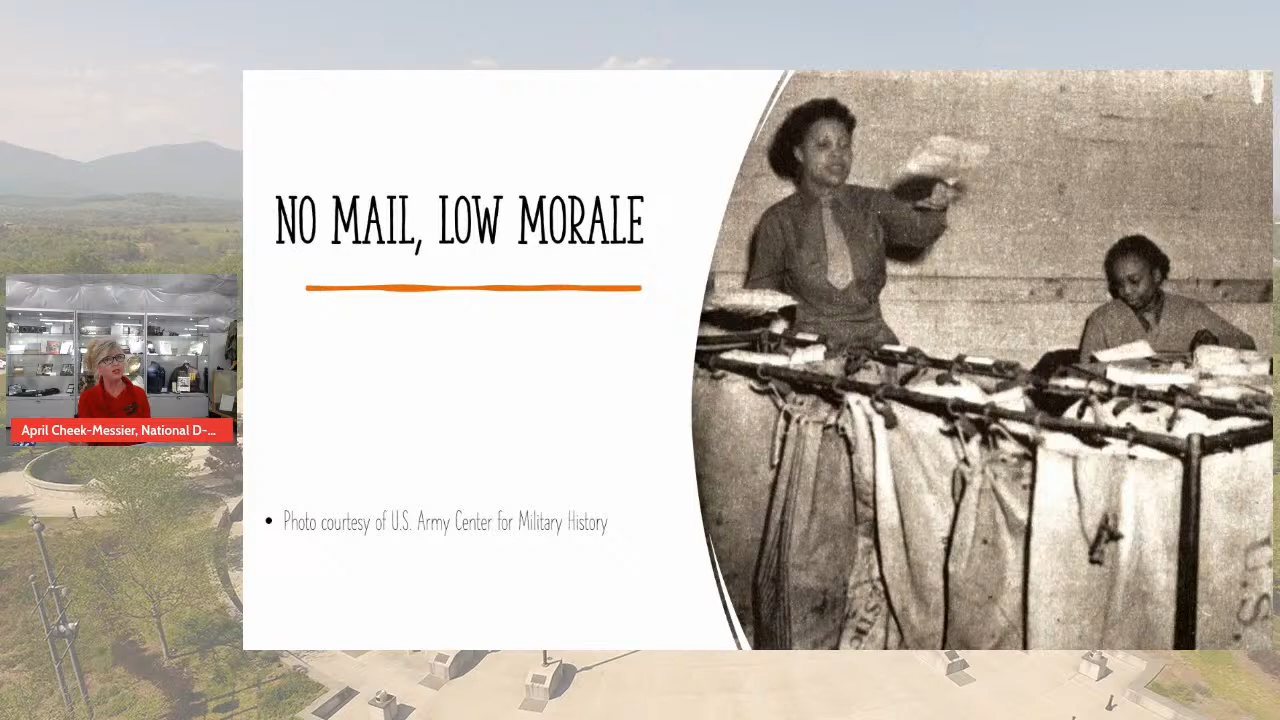 NO MAIL, LOW MORALE
April Cheek-Messier, National D-...
• Photo courtesy of U.S. Army Center for Military History
U.S.